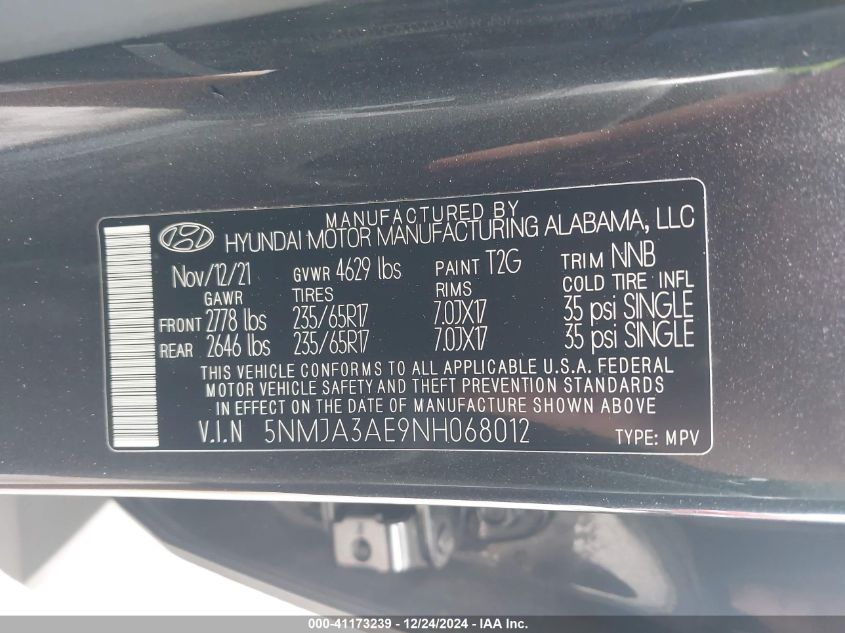 MANUFACTURED BY
HYUNDAI MOTOR MANUFACTURING ALABAMA, LLC
Nov/12/21 GVWR 4629 lbs PAINT T2G TRIM NNB
GAWR TIRES RIMS COLD TIRE INFL
FRONT 2778 lbs 235/65R17 7.0JX17 35 psi SINGLE
REAR 2646 lbs 235/65R17 7.0JX17 35 psi SINGLE
THIS VEHICLE CONFORMS TO ALL APPLICABLE U.S.A. FEDERAL
MOTOR VEHICLE SAFETY AND THEFT PREVENTION STANDARDS
IN EFFECT ON THE DATE OF MANUFACTURE SHOWN ABOVE
V.I.N 5NMJA3AE9NH068012 TYPE: MPV
000-41173239 - 12/24/2024 - IAA Inc.